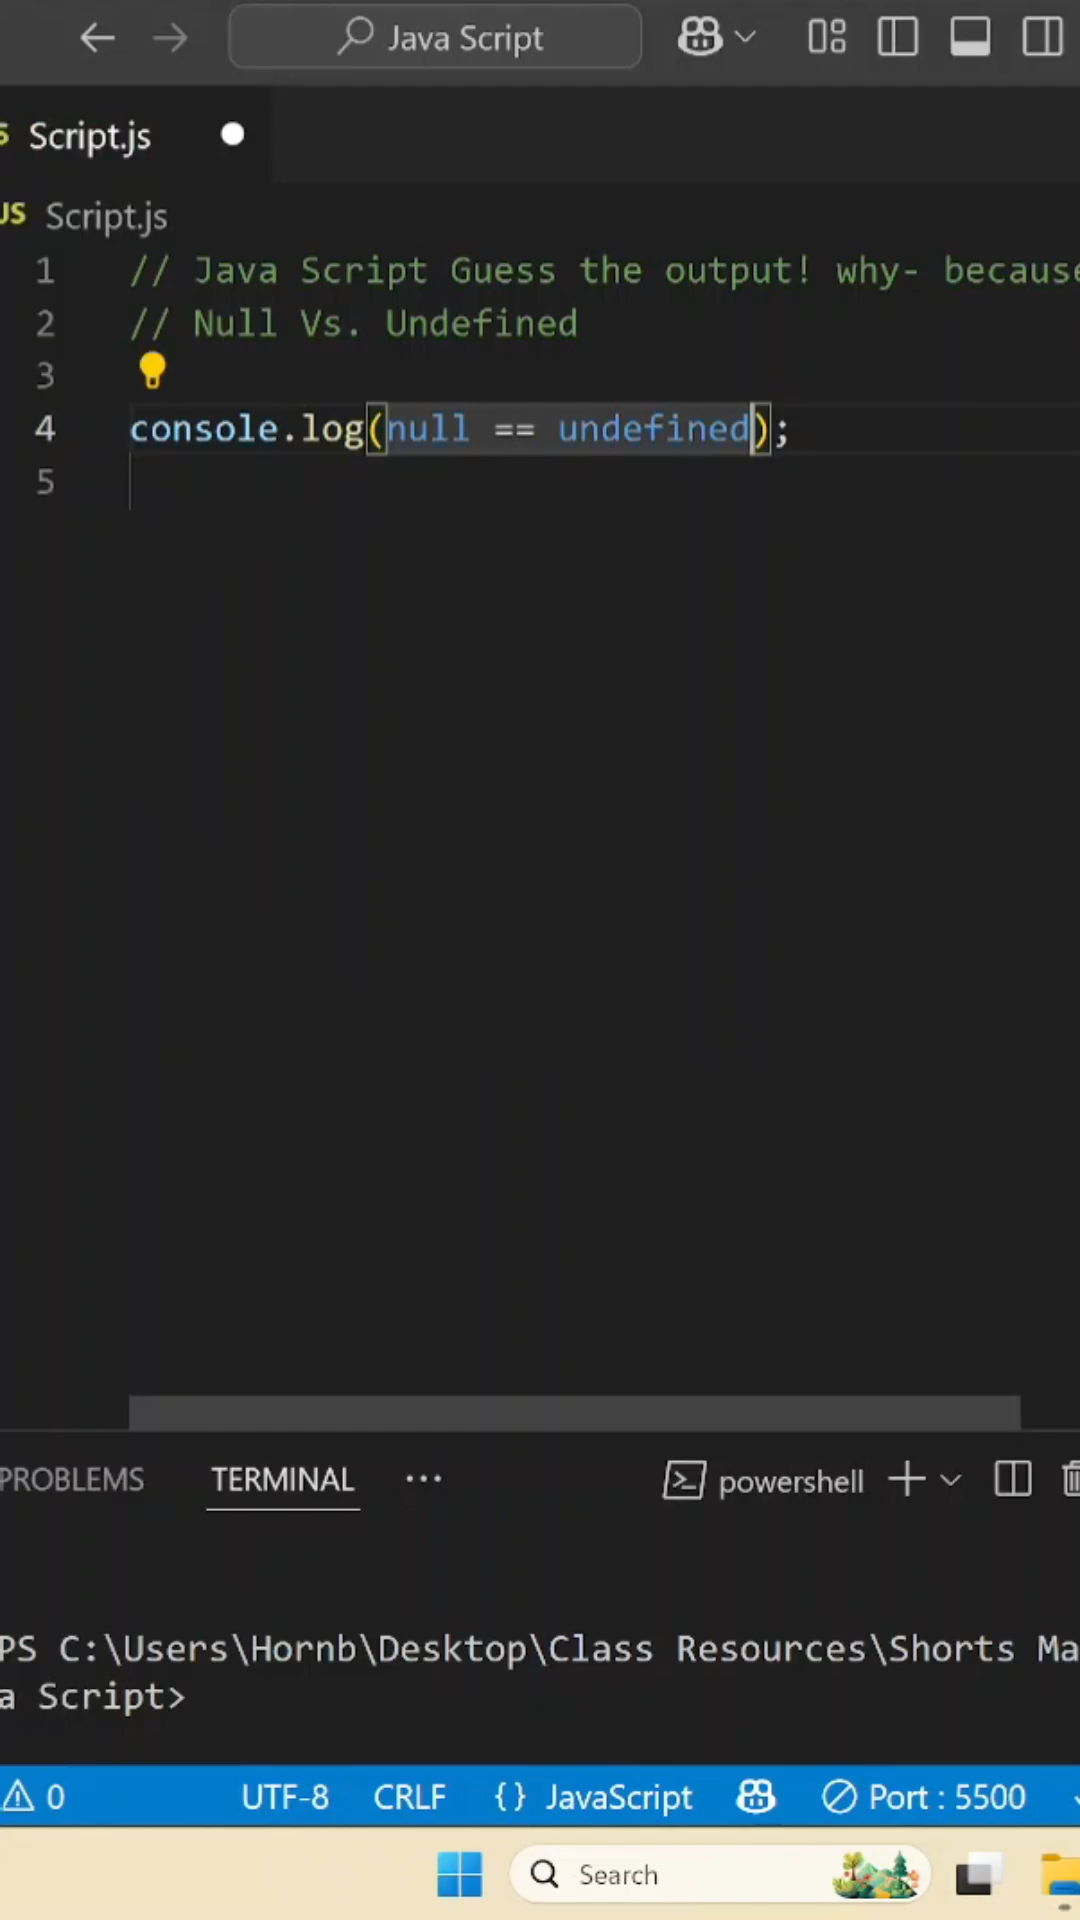 Java Script
Script.js
JS Script.js
1 // Java Script Guess the output! why- because
2 // Null Vs. Undefined
3
4 console.log(null == undefined);
5
PROBLEMS TERMINAL ··· powershell
PS C:\Users\Hornb\Desktop\Class Resources\Shorts Ma
a Script>
0 UTF-8 CRLF {} JavaScript Port : 5500
Search